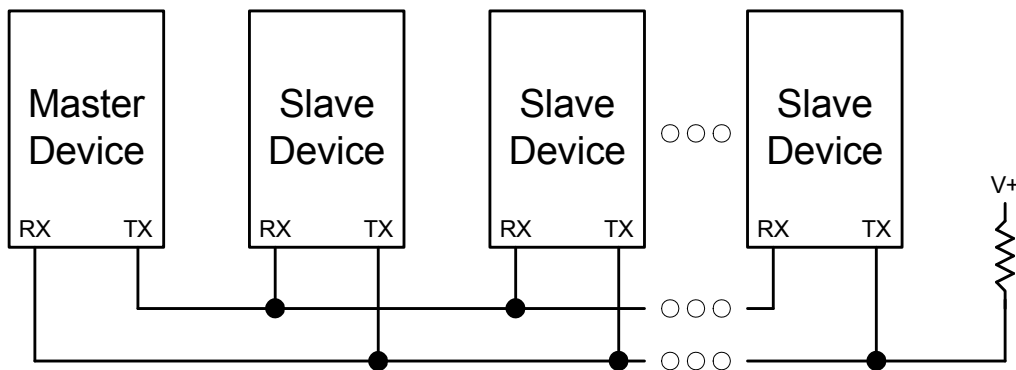 Master
Device
Slave
Device
Slave
Device
Slave
Device
RX TX
RX TX
RX TX
RX TX
V+